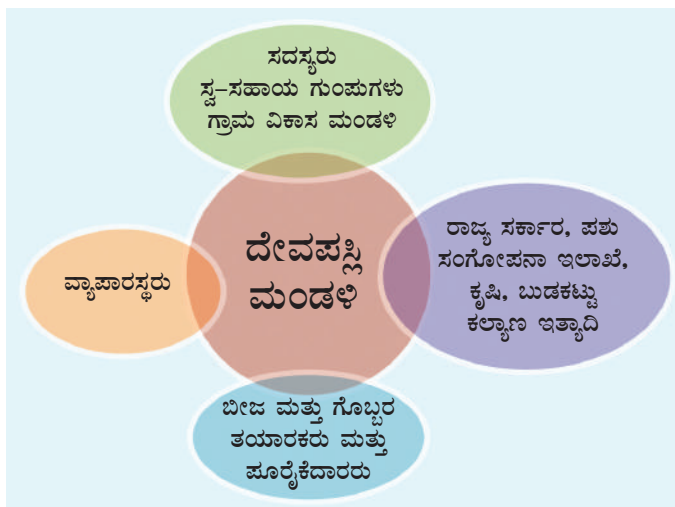 ಸದಸ್ಯರು
ಸ್ವ-ಸಹಾಯ ಗುಂಪುಗಳು
ಗ್ರಾಮ ವಿಕಾಸ ಮಂಡಳಿ
ದೇವಪಸ್ಲಿ
ಮಂಡಳಿ
ವ್ಯಾಪಾರಸ್ಥರು
ರಾಜ್ಯ ಸರ್ಕಾರ, ಪಶು
ಸಂಗೋಪನಾ ಇಲಾಖೆ,
ಕೃಷಿ, ಬುಡಕಟ್ಟು
ಕಲ್ಯಾಣ ಇತ್ಯಾದಿ
ಬೀಜ ಮತ್ತು ಗೊಬ್ಬರ
ತಯಾರಕರು ಮತ್ತು
ಪೂರೈಕೆದಾರರು